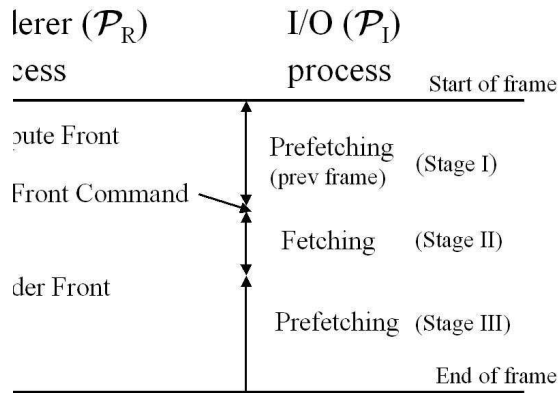 lerer (𝒫R)
cess
I/O (𝒫I)
process
Start of frame
pute Front
Prefetching
(prev frame)
(Stage I)
Front Command
Fetching
(Stage II)
der Front
Prefetching
(Stage III)
End of frame